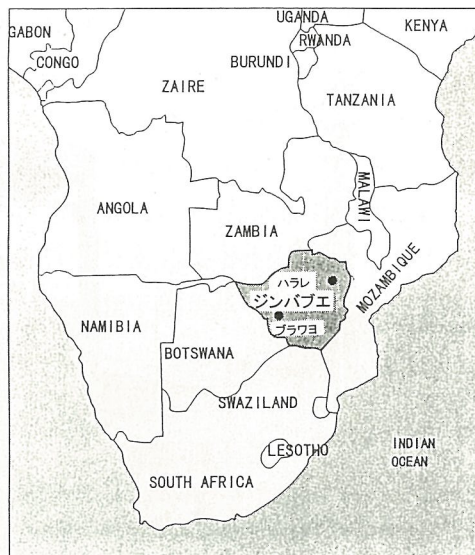 UGANDA
KENYA
GABON
RWANDA
CONGO
BURUNDI
ZAIRE
TANZANIA
MALAWI
ANGOLA
ZAMBIA
MOZAMBIQUE
ハラレ
ジンバブエ
ブラワヨ
NAMIBIA
BOTSWANA
SWAZILAND
LESOTHO
INDIAN
OCEAN
SOUTH AFRICA